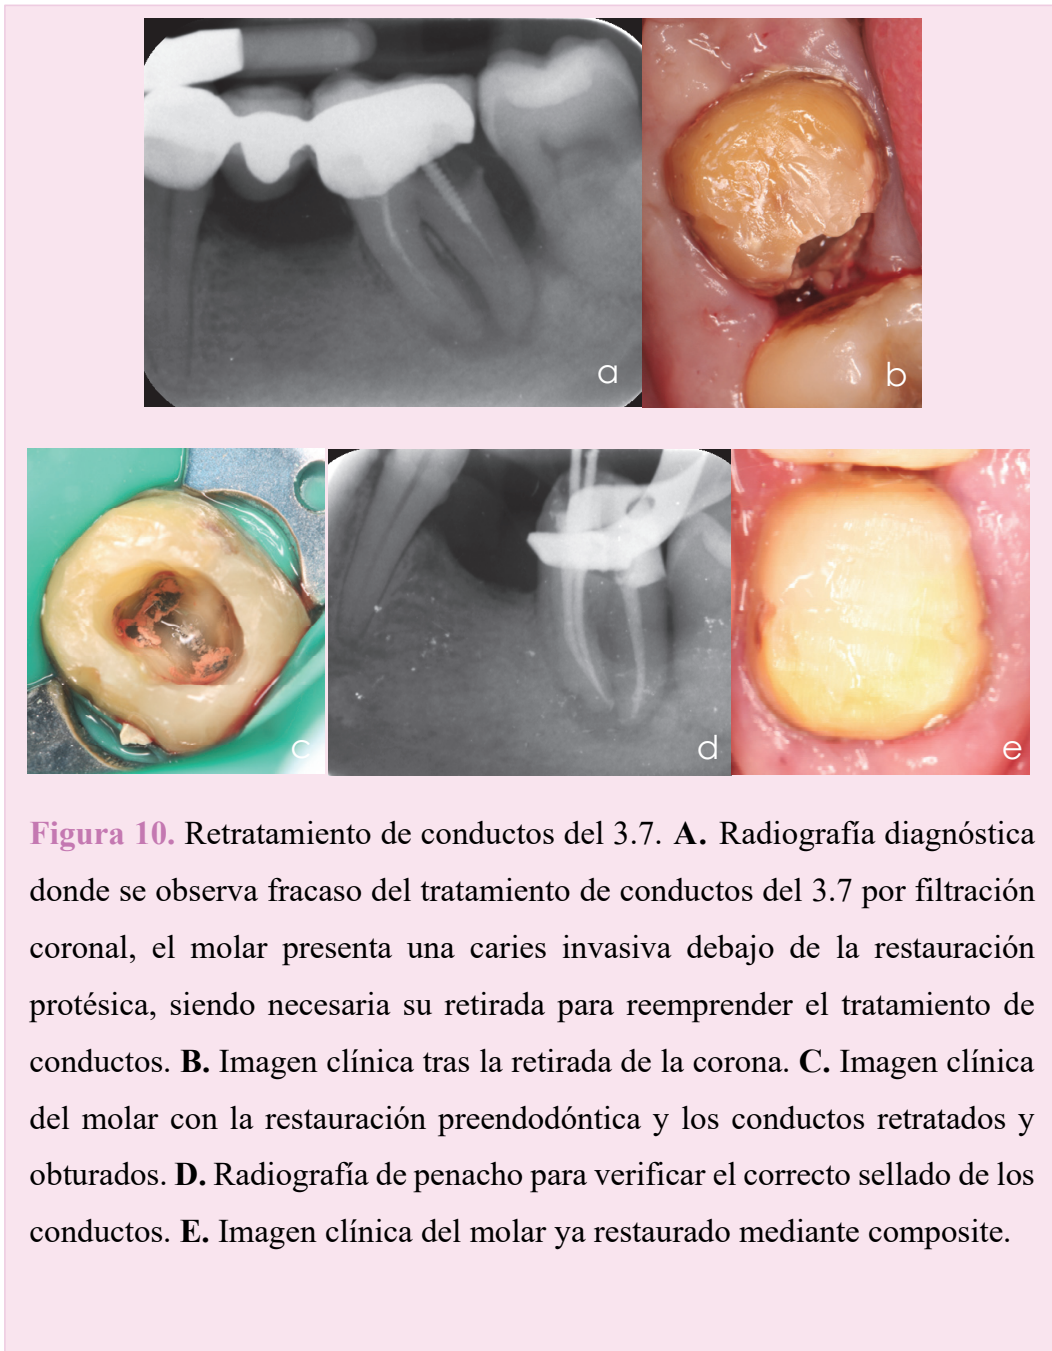 a
b
c
d
e
Figura 10. Retratamiento de conductos del 3.7. A. Radiografía diagnóstica
donde se observa fracaso del tratamiento de conductos del 3.7 por filtración
coronal, el molar presenta una caries invasiva debajo de la restauración
protésica, siendo necesaria su retirada para reemprender el tratamiento de
conductos. B. Imagen clínica tras la retirada de la corona. C. Imagen clínica
del molar con la restauración preendodóntica y los conductos retratados y
obturados. D. Radiografía de penacho para verificar el correcto sellado de los
conductos. E. Imagen clínica del molar ya restaurado mediante composite.